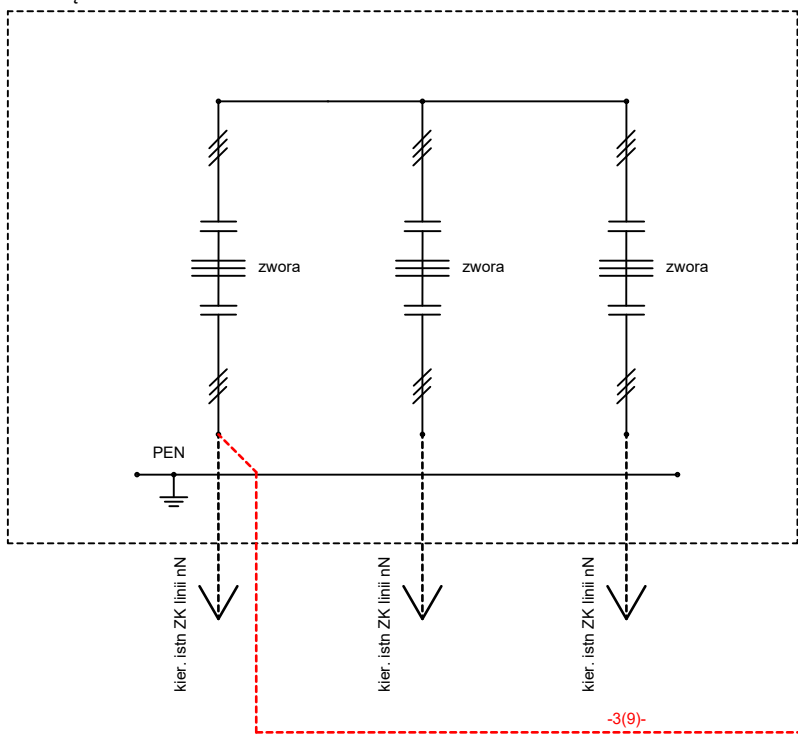 zwora
zwora
zwora
PEN
kier. istn ZK linii nN
kier. istn ZK linii nN
kier. istn ZK linii nN
-3(9)-